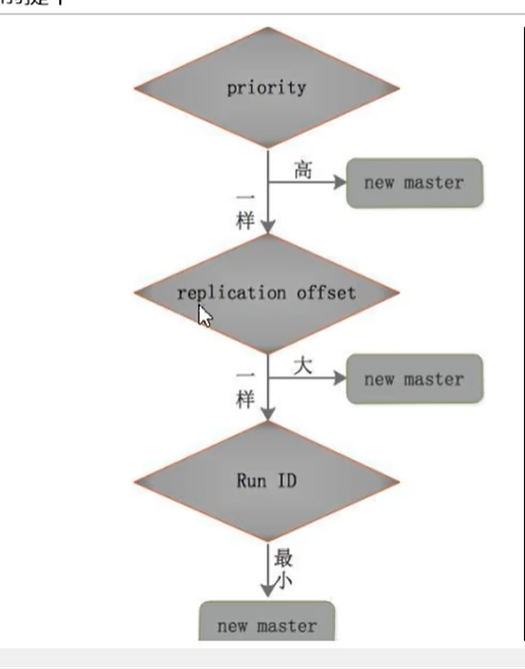 priority
高
new master
一样
replication offset
大
new master
一样
Run ID
最小
new master